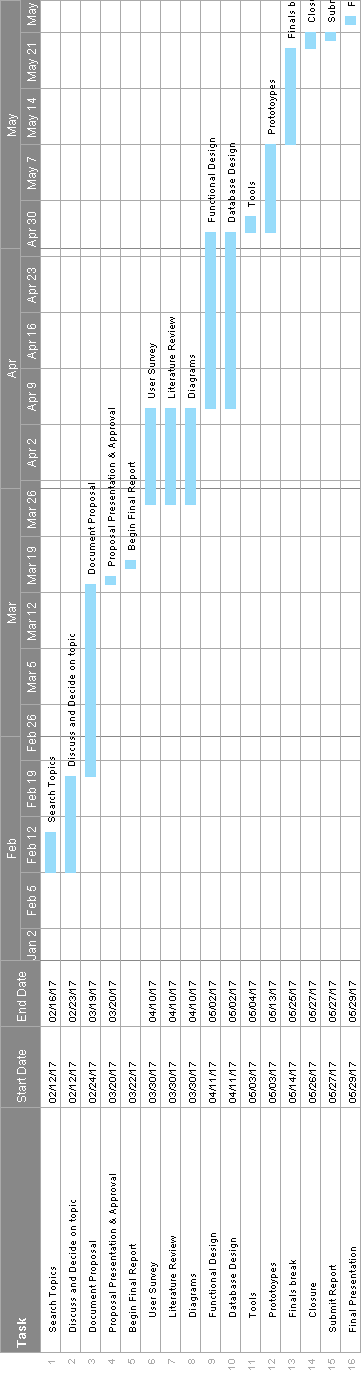 Feb Mar Apr May
Task Start Date End Date Jan 2 Feb 5 Feb 12 Feb 19 Feb 26 Mar 5 Mar 12 Mar 19 Mar 26 Apr 2 Apr 9 Apr 16 Apr 23 Apr 30 May 7 May 14 May 21 May
1 Search Topics 02/12/17 02/16/17 Search Topics
2 Discuss and Decide on topic 02/12/17 02/23/17 Discuss and Decide on topic
3 Document Proposal 02/24/17 03/19/17 Document Proposal
4 Proposal Presentation & Approval 03/20/17 03/20/17 Proposal Presentation & Approval
5 Begin Final Report 03/22/17 Begin Final Report
6 User Survey 03/30/17 04/10/17 User Survey
7 Literature Review 03/30/17 04/10/17 Literature Review
8 Diagrams 03/30/17 04/10/17 Diagrams
9 Functional Design 04/11/17 05/02/17 Functional Design
10 Database Design 04/11/17 05/02/17 Database Design
11 Tools 05/03/17 05/04/17 Tools
12 Prototoypes 05/03/17 05/13/17 Prototoypes
13 Finals break 05/14/17 05/25/17 Finals b
14 Closure 05/26/17 05/27/17 Clos
15 Submit Report 05/27/17 05/27/17
16 Final Presentation 05/29/17 05/29/17 F